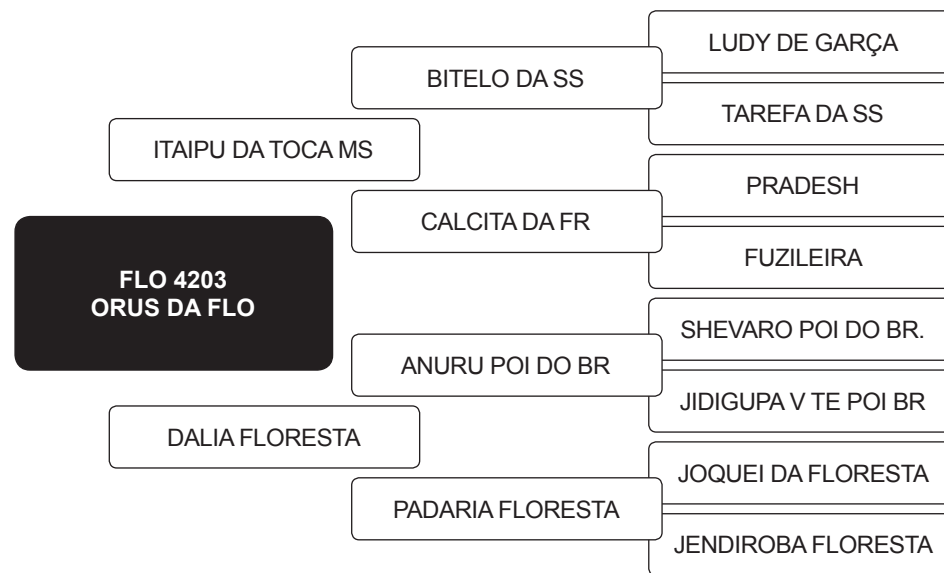 LUDY DE GARÇA
BITELO DA SS
TAREFA DA SS
ITAIPU DA TOCA MS
PRADESH
CALCITA DA FR
FUZILEIRA
FLO 4203
ORUS DA FLO
SHEVARO POI DO BR.
ANURU POI DO BR
JIDIGUPA V TE POI BR
DALIA FLORESTA
JOQUEI DA FLORESTA
PADARIA FLORESTA
JENDIROBA FLORESTA